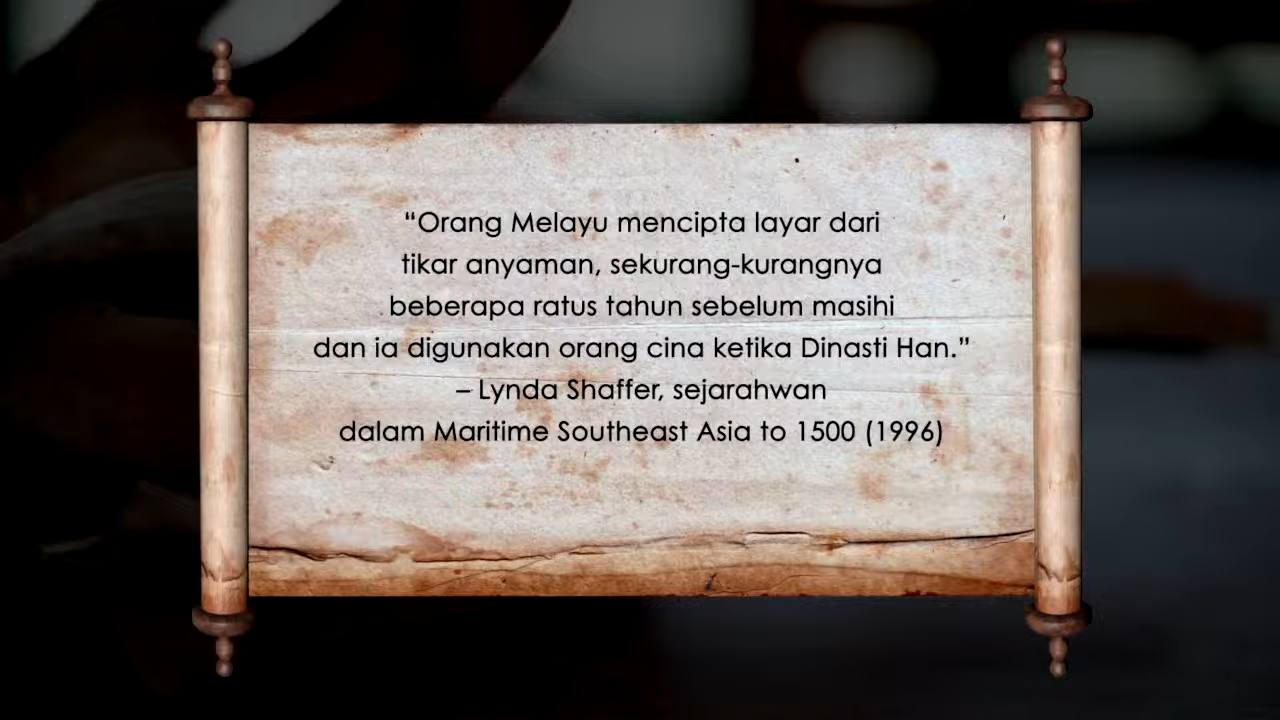 “Orang Melayu mencipta layar dari
tikar anyaman, sekurang-kurangnya
beberapa ratus tahun sebelum masihi
dan ia digunakan orang cina ketika Dinasti Han.”
– Lynda Shaffer, sejarahwan
dalam Maritime Southeast Asia to 1500 (1996)